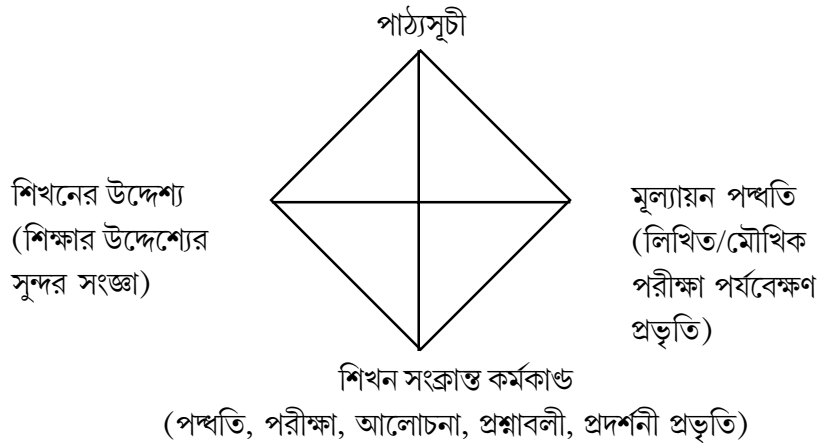 পাঠ্যসূচী
শিখনের উদ্দেশ্য
(শিক্ষার উদ্দেশ্যের
সুন্দর সংজ্ঞা)
মূল্যায়ন পদ্ধতি
(লিখিত/মৌখিক
পরীক্ষা পর্যবেক্ষণ
প্রভৃতি)
শিখন সংক্রান্ত কর্মকাণ্ড
(পদ্ধতি, পরীক্ষা, আলোচনা, প্রশ্নাবলী, প্রদর্শনী প্রভৃতি)